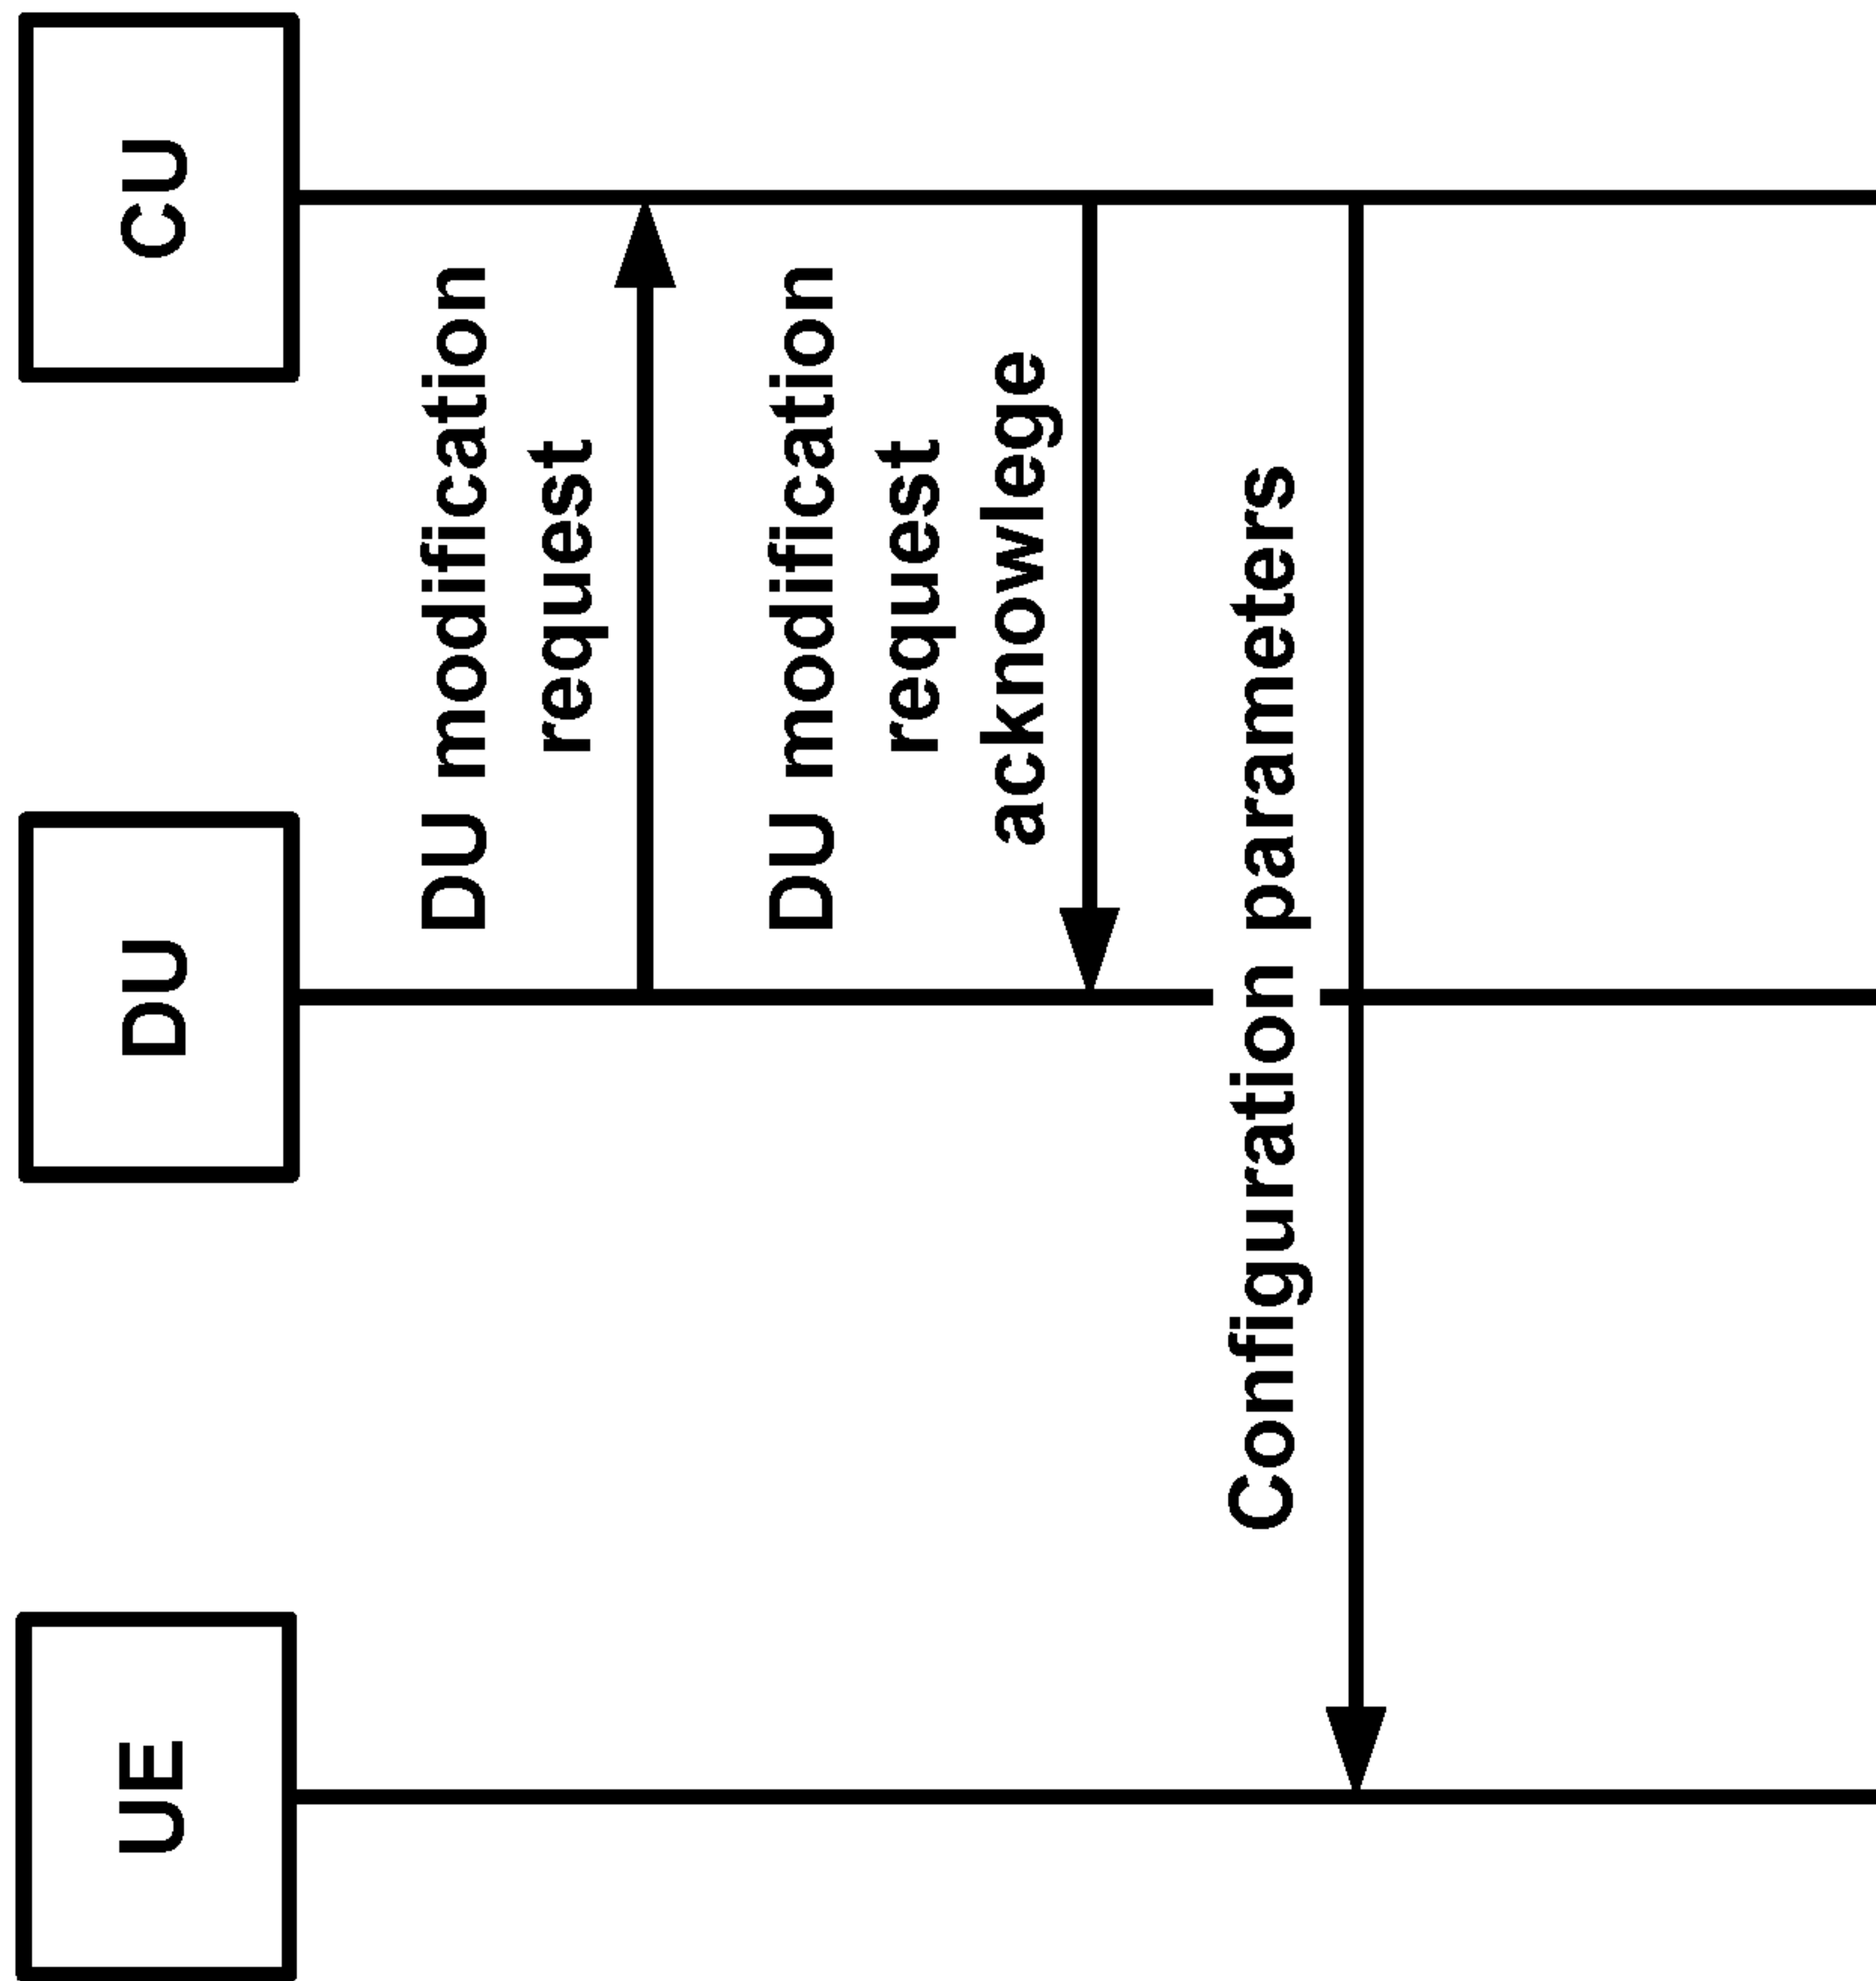 UE
DU
CU
DU modification
request
DU modification
request
acknowlege
Configuration parameters